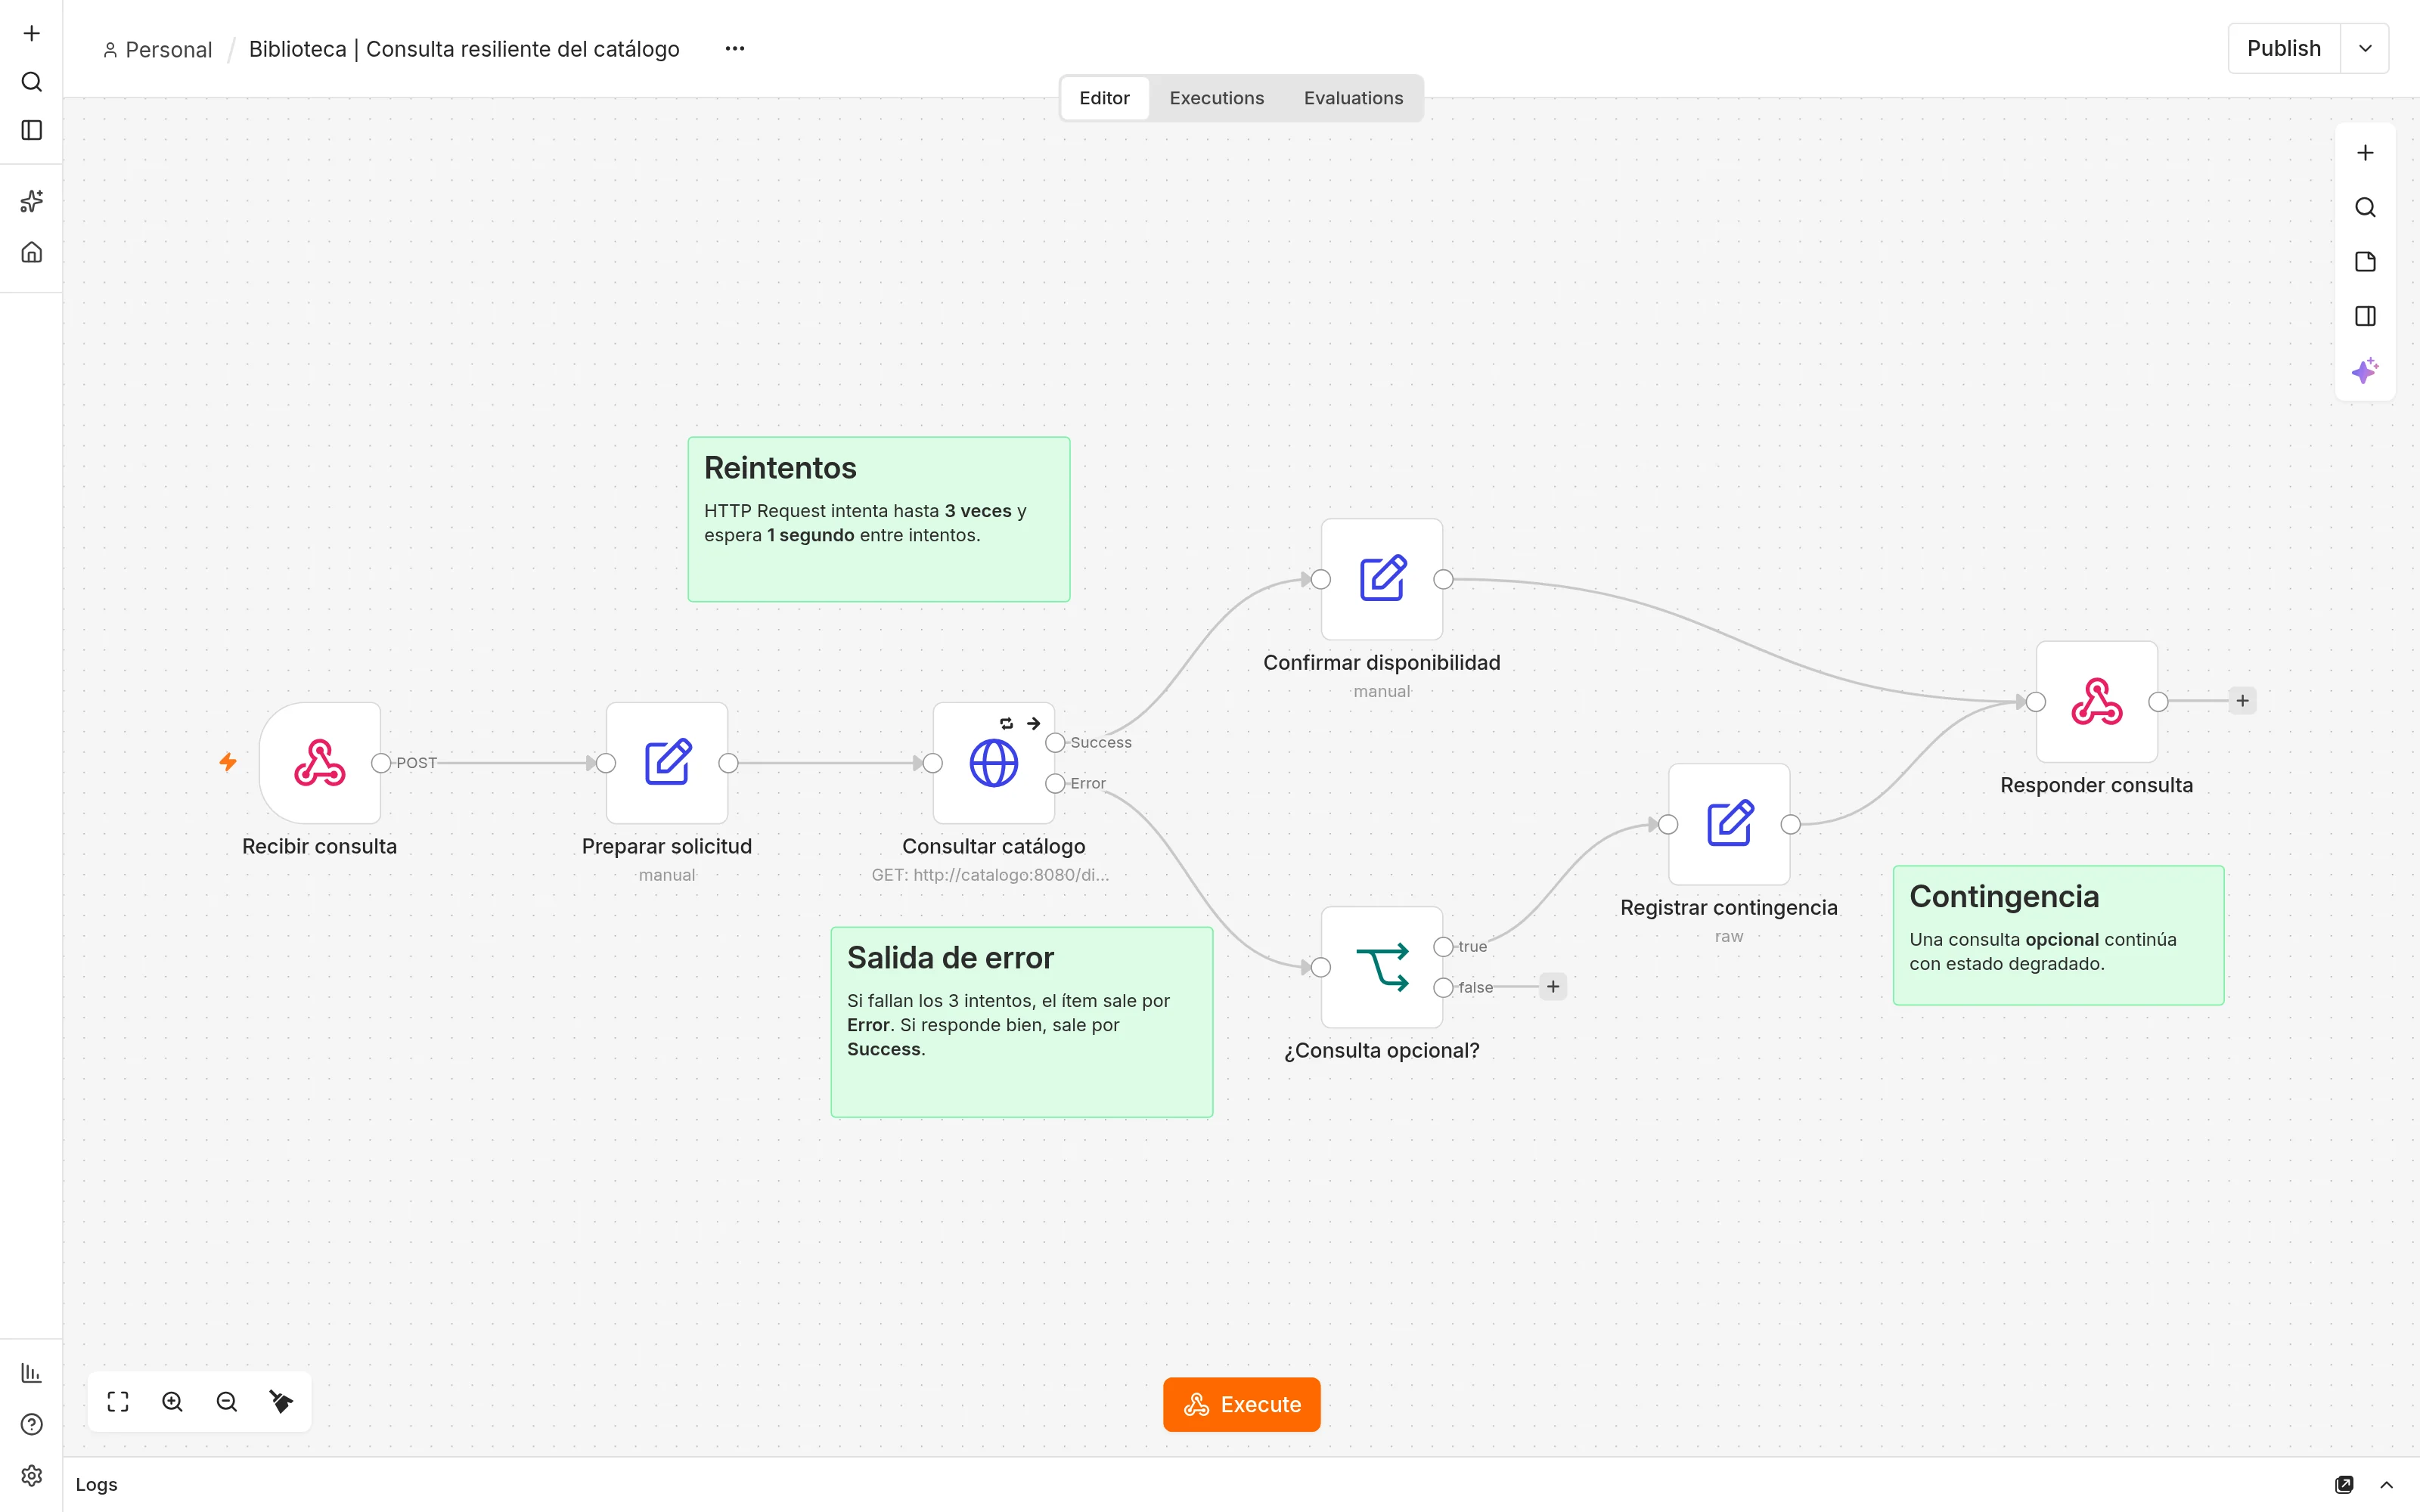 Personal / Biblioteca | Consulta resiliente del catálogo
Publish
Editor
Executions
Evaluations
Reintentos
HTTP Request intenta hasta 3 veces y
espera 1 segundo entre intentos.
Confirmar disponibilidad
manual
POST
Success
Error
Recibir consulta
Preparar solicitud
manual
Consultar catálogo
GET: http://catalogo:8080/di...
Responder consulta
Registrar contingencia
raw
Contingencia
Una consulta opcional continúa
con estado degradado.
Salida de error
Si fallan los 3 intentos, el ítem sale por
Error. Si responde bien, sale por
Success.
true
false
¿Consulta opcional?
Execute
Logs